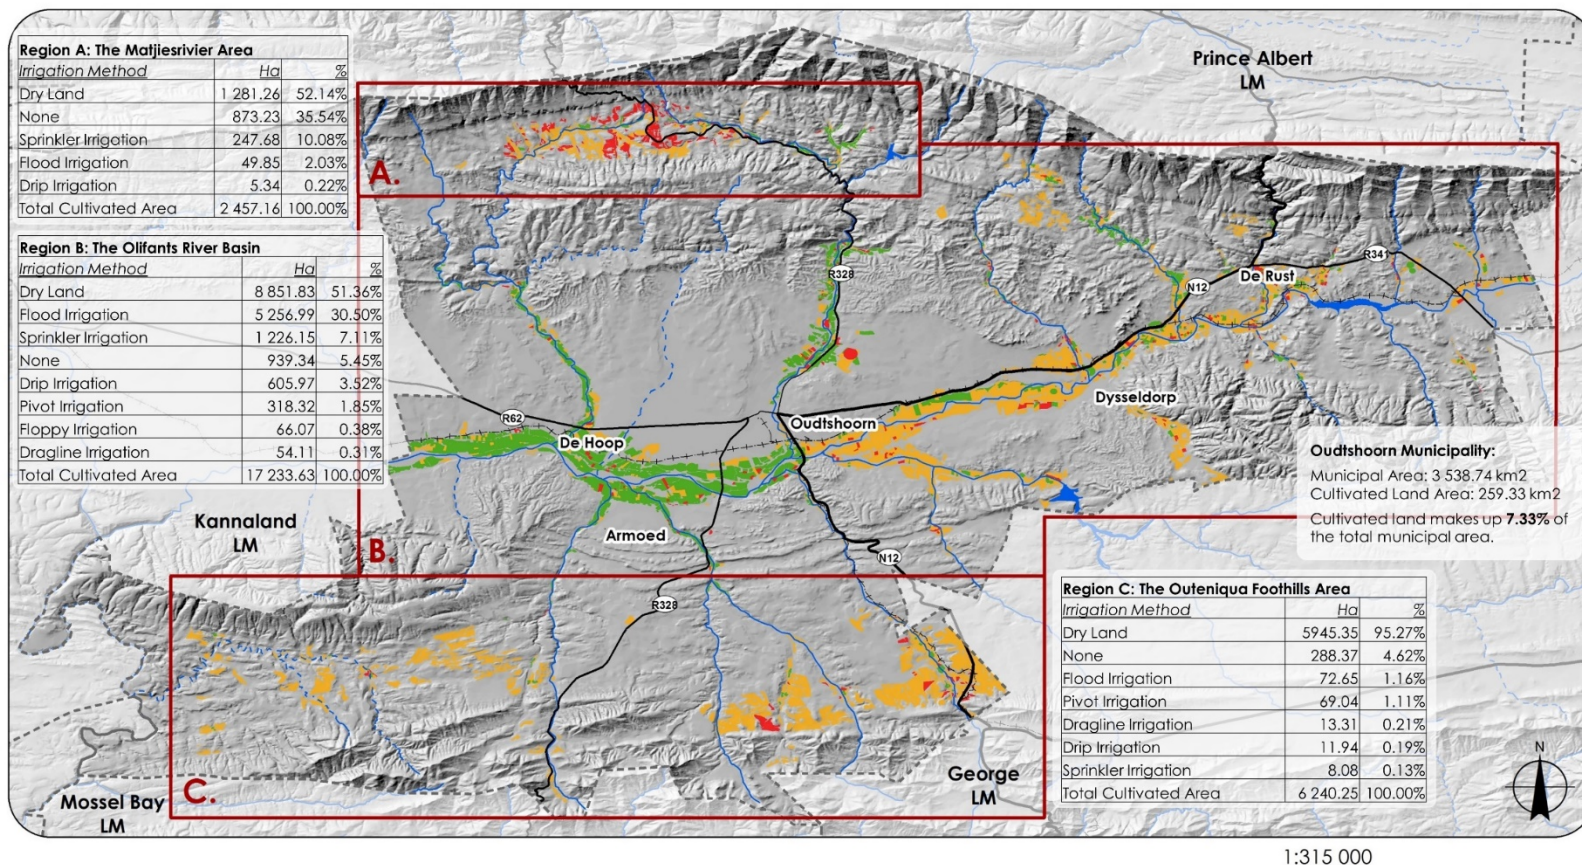 Region A: The Matjiesrivier Area
Irrigation Method Ha %
Dry Land 1 281.26 52.14%
None 873.23 35.54%
Sprinkler Irrigation 247.68 10.08%
Flood Irrigation 49.85 2.03%
Drip Irrigation 5.34 0.22%
Total Cultivated Area 2 457.16 100.00%
Region B: The Olifants River Basin
Irrigation Method Ha %
Dry Land 8 851.83 51.36%
Flood Irrigation 5 256.99 30.50%
Sprinkler Irrigation 1 226.15 7.11%
None 939.34 5.45%
Drip Irrigation 605.97 3.52%
Pivot Irrigation 318.32 1.85%
Floppy Irrigation 66.07 0.38%
Dragline Irrigation 54.11 0.31%
Total Cultivated Area 17 233.63 100.00%
Prince Albert
LM
A.
R328
R341
De Rust
N12
Dysseldorp
R62
Oudtshoorn
De Hoop
Oudtshoorn Municipality:
Municipal Area: 3 538.74 km2
Cultivated Land Area: 259.33 km2
Cultivated land makes up 7.33% of
the total municipal area.
Kannaland
LM
Armoed
B.
N12
R328
Region C: The Outeniqua Foothills Area
Irrigation Method Ha %
Dry Land 5945.35 95.27%
None 288.37 4.62%
Flood Irrigation 72.65 1.16%
Pivot Irrigation 69.04 1.11%
Dragline Irrigation 13.31 0.21%
Drip Irrigation 11.94 0.19%
Sprinkler Irrigation 8.08 0.13%
Total Cultivated Area 6 240.25 100.00%
George
LM
C.
Mossel Bay
LM
N
1:315 000